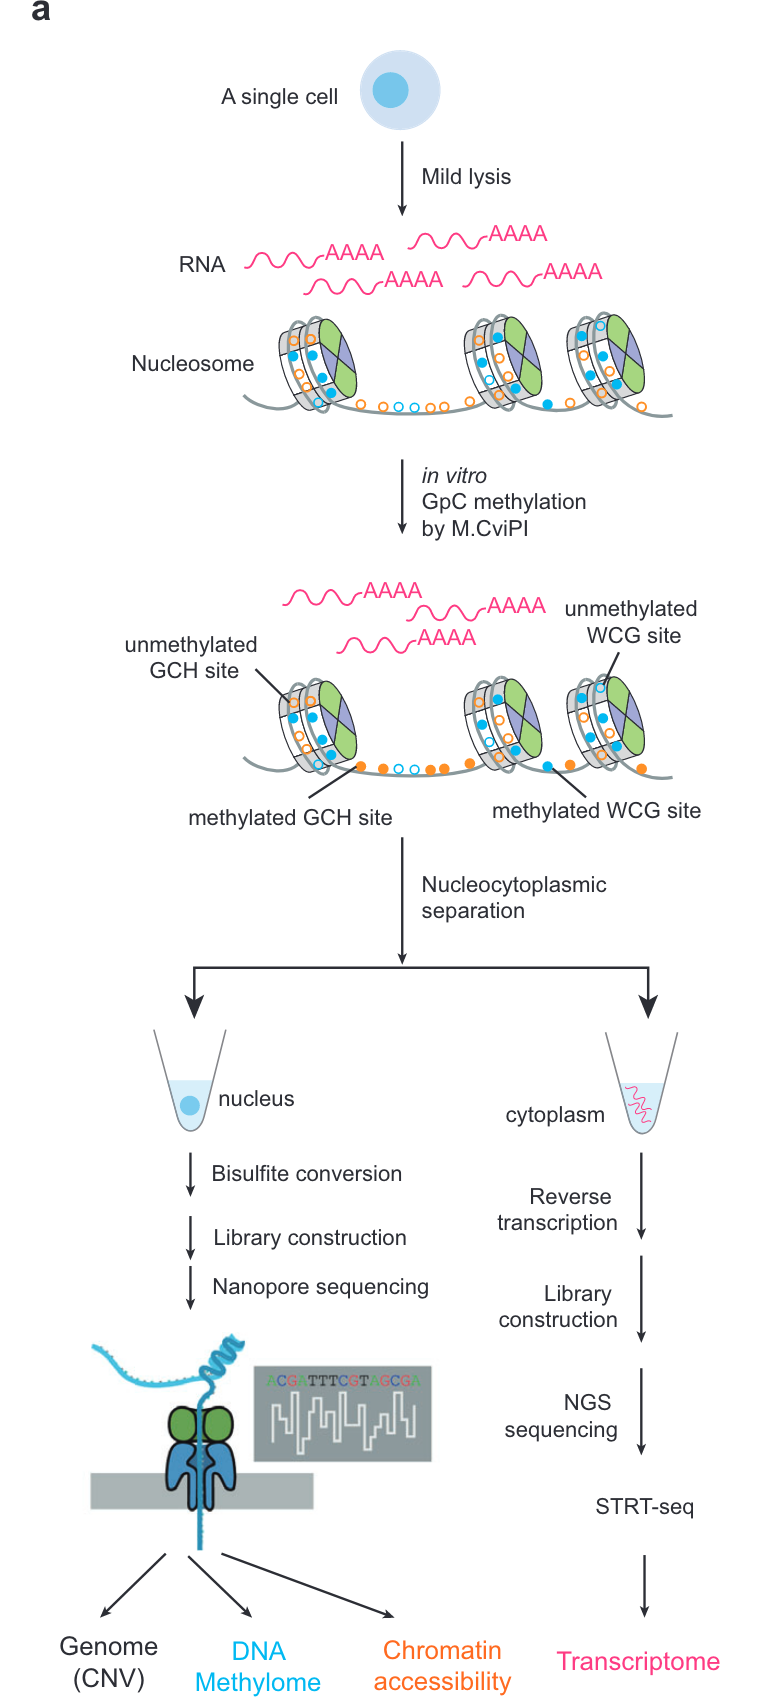 a
A single cell
Mild lysis
AAAA
AAAA
RNA
AAAA
AAAA
Nucleosome
in vitro
GpC methylation
by M.CviPI
AAAA
AAAA
AAAA
unmethylated
WCG site
unmethylated
GCH site
methylated GCH site
methylated WCG site
Nucleocytoplasmic
separation
nucleus
cytoplasm
Bisulfite conversion
Library construction
Nanopore sequencing
Reverse
transcription
Library
construction
NGS
sequencing
ACGATTTCGTAGCGA
STRT-seq
Genome
(CNV)
DNA
Methylome
Chromatin
accessibility
Transcriptome